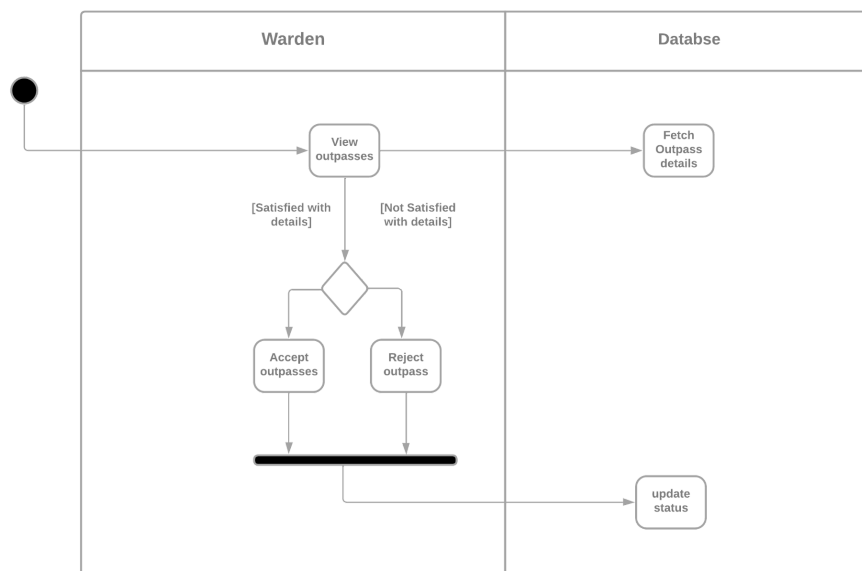 Warden
Databse
View
outpasses
Fetch
Outpass
details
[Satisfied with
details]
[Not Satisfied
with details]
Accept
outpasses
Reject
outpass
update
status